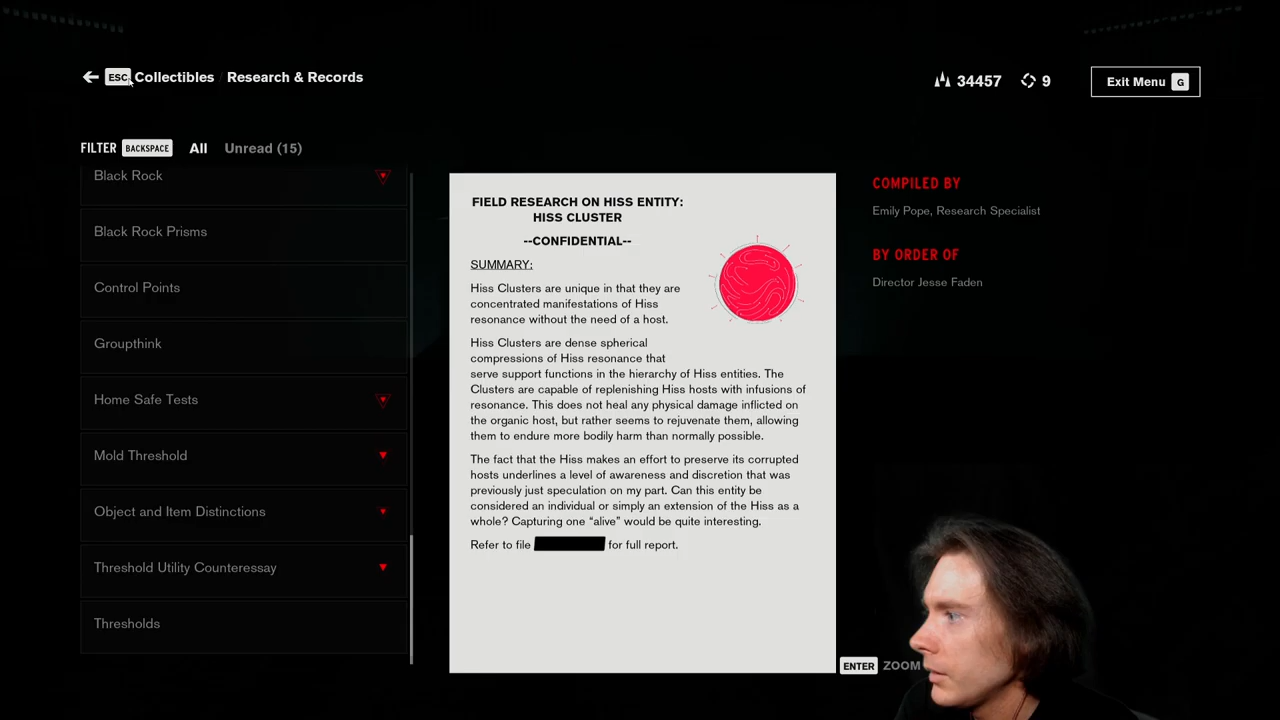 ESC Collectibles / Research & Records
34457
9
Exit Menu G
FILTER BACKSPACE All Unread (15)
Black Rock
Black Rock Prisms
Control Points
Groupthink
Home Safe Tests
Mold Threshold
Object and Item Distinctions
Threshold Utility Counteressay
Thresholds
FIELD RESEARCH ON HISS ENTITY:
HISS CLUSTER
--CONFIDENTIAL--
SUMMARY:
Hiss Clusters are unique in that they are
concentrated manifestations of Hiss
resonance without the need of a host.
Hiss Clusters are dense spherical
compressions of Hiss resonance that
serve support functions in the hierarchy of Hiss entities. The
Clusters are capable of replenishing Hiss hosts with infusions of
resonance. This does not heal any physical damage inflicted on
the organic host, but rather seems to rejuvenate them, allowing
them to endure more bodily harm than normally possible.
The fact that the Hiss makes an effort to preserve its corrupted
hosts underlines a level of awareness and discretion that was
previously just speculation on my part. Can this entity be
considered an individual or simply an extension of the Hiss as a
whole? Capturing one “alive” would be quite interesting.
Refer to file for full report.
COMPILED BY
Emily Pope, Research Specialist
BY ORDER OF
Director Jesse Faden
ENTER ZOOM